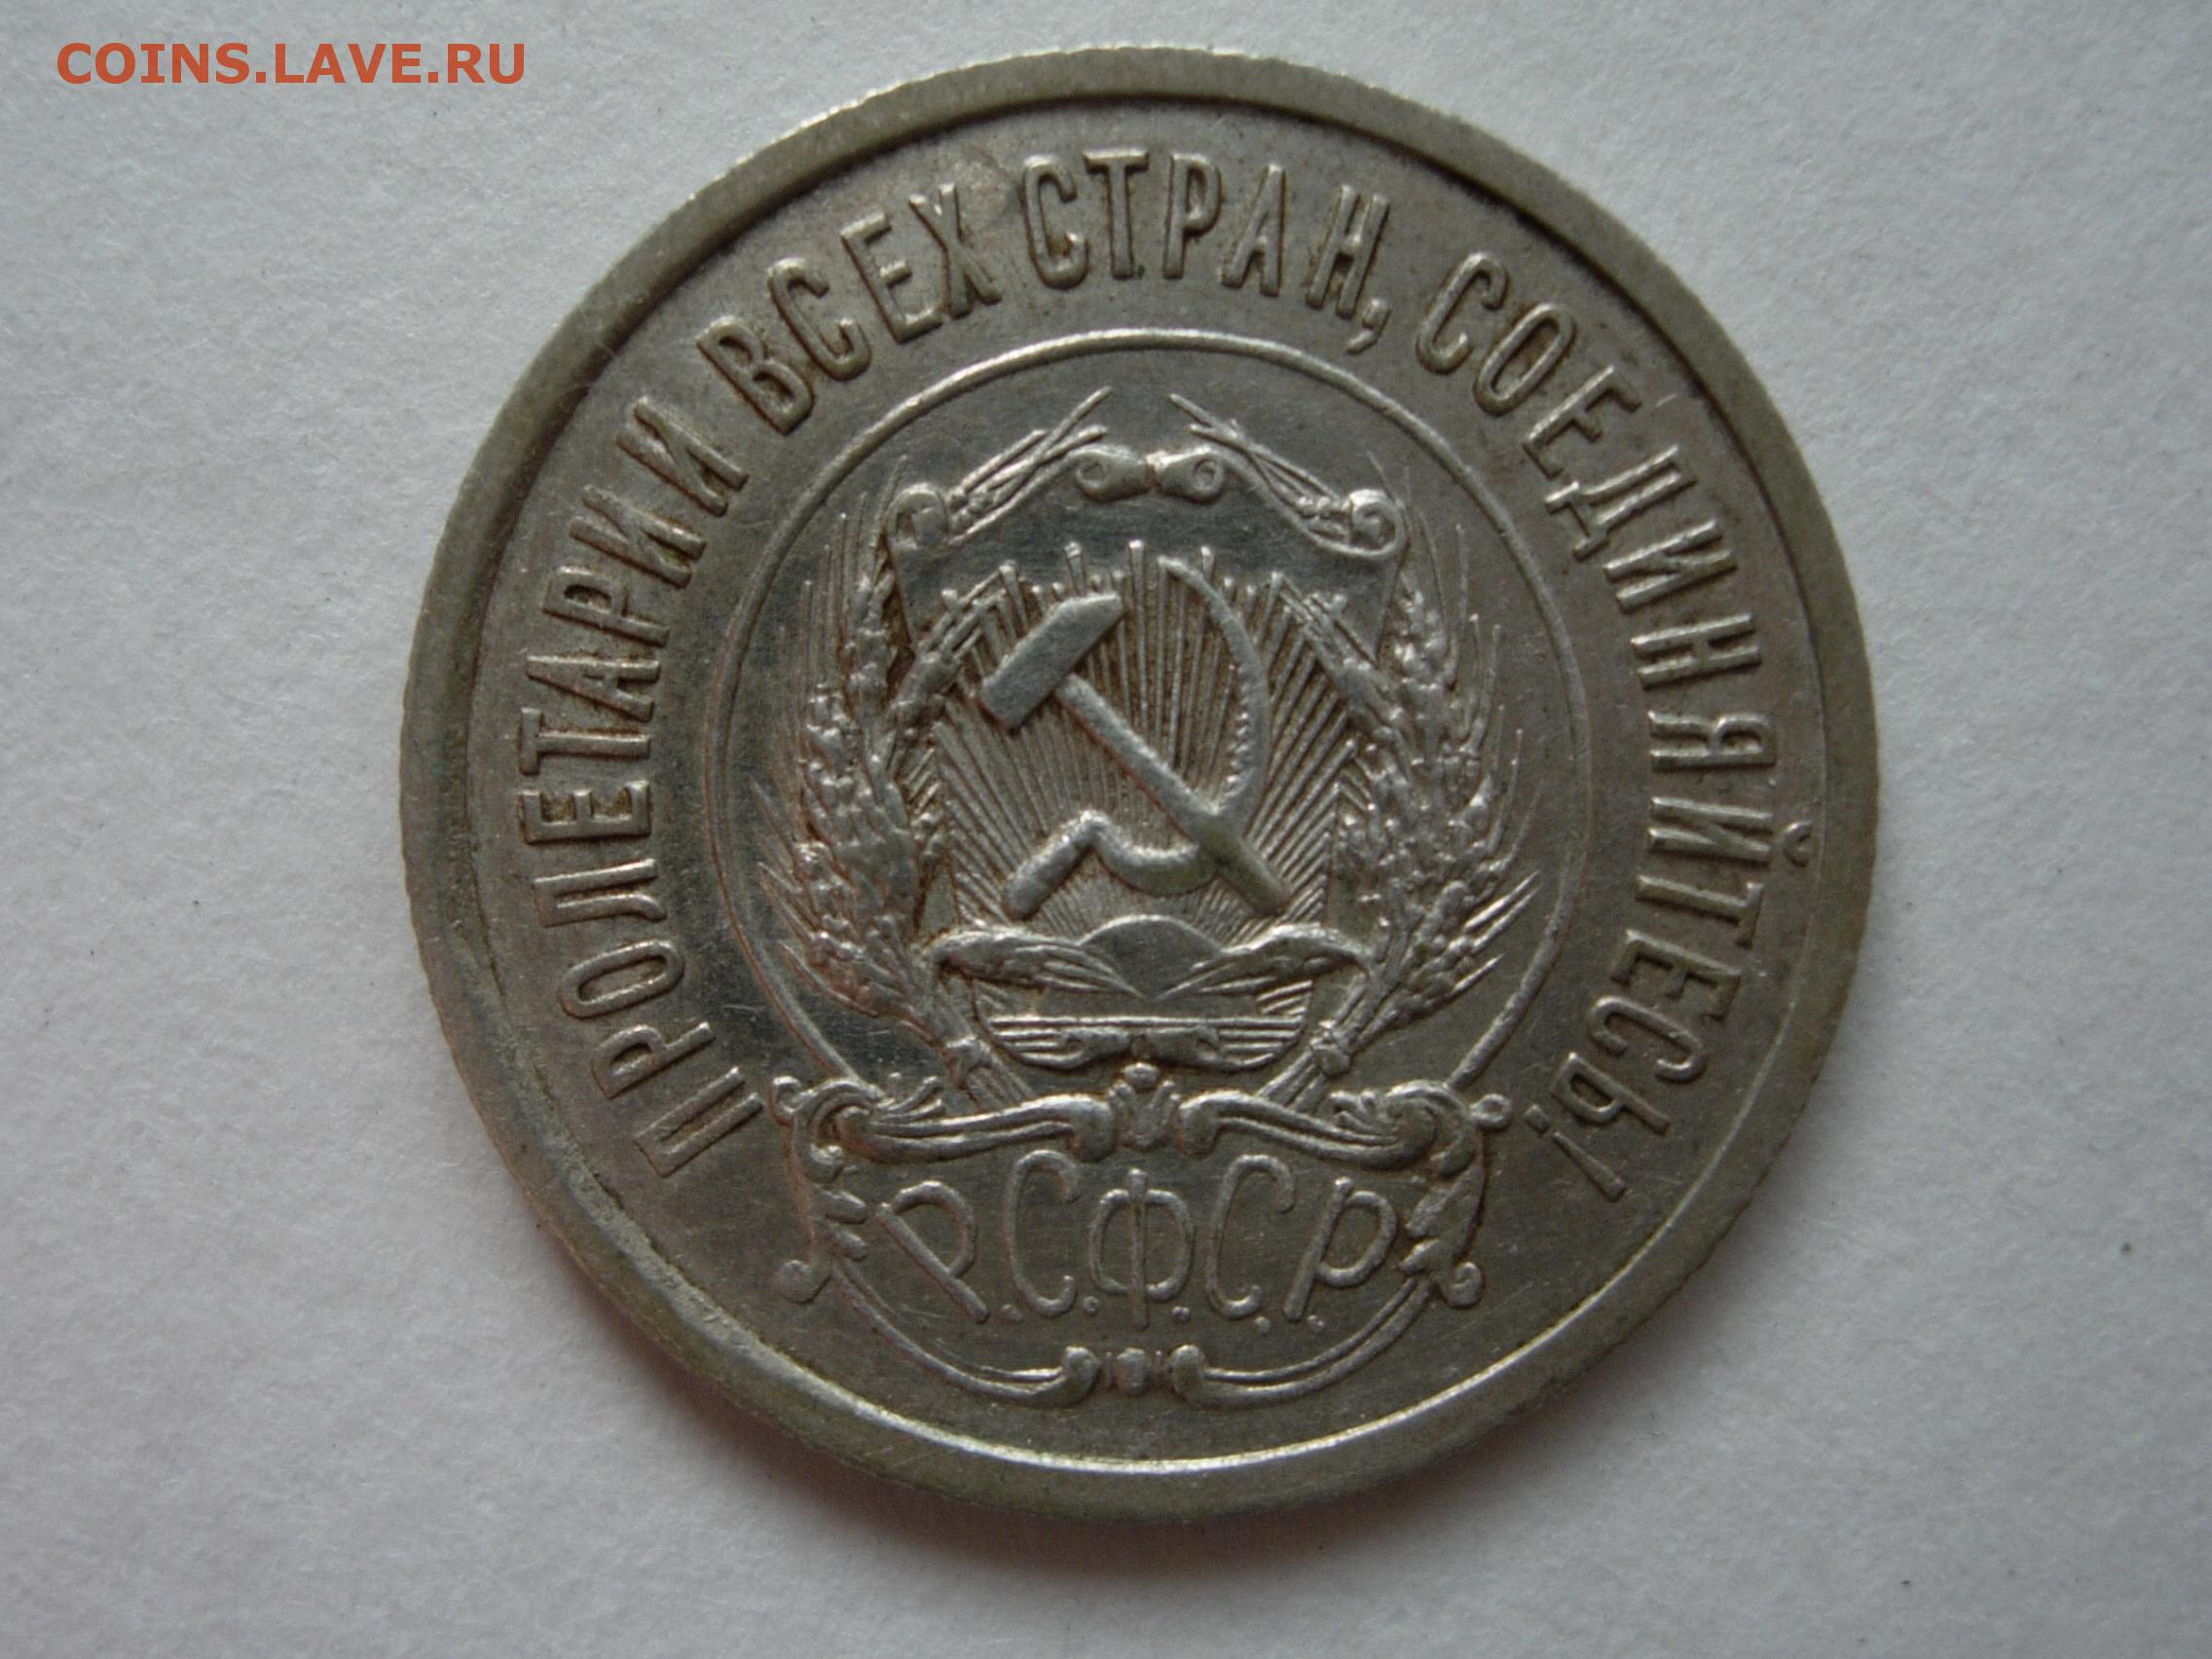 COINS.LAVE.RU
ПРОЛЕТАРИИ ВСЕХ СТРАН, СОЕДИНЯЙТЕСЬ!
Р.С.Ф.С.Р.